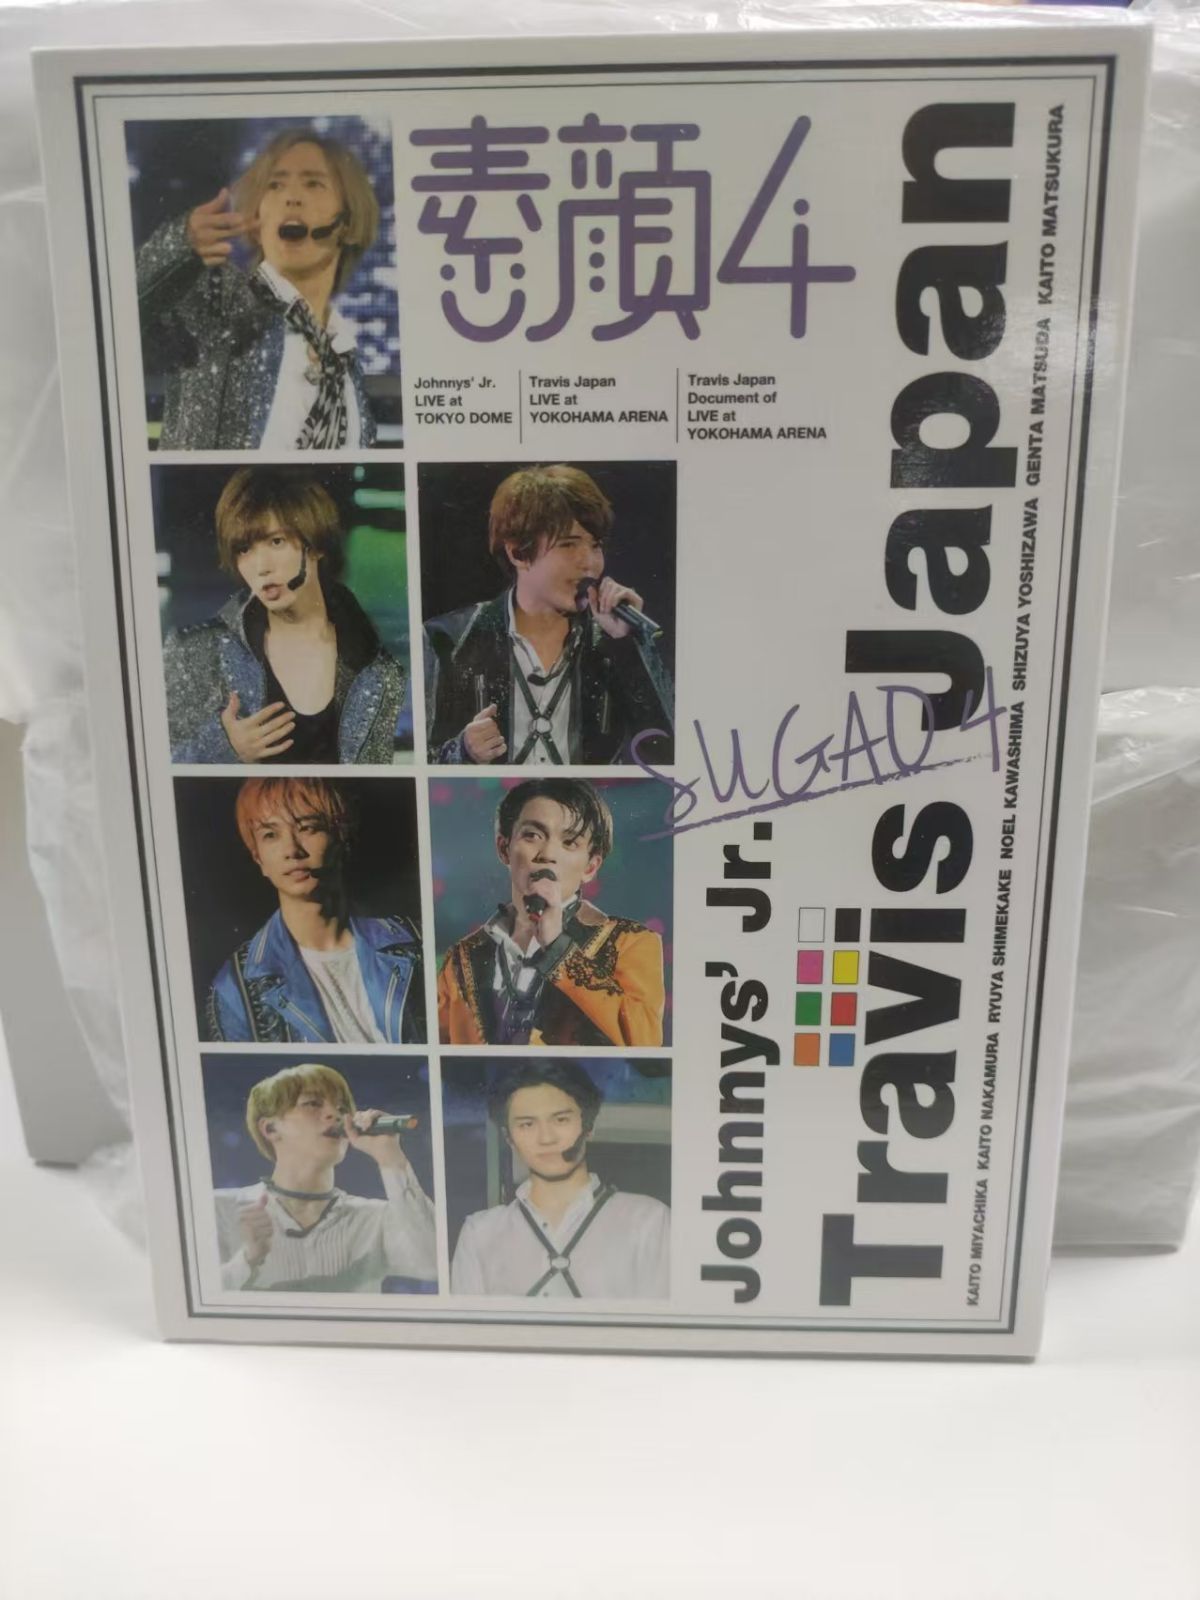 素顔4
Johnnys' Jr.
LIVE at
TOKYO DOME
Travis Japan
LIVE at
YOKOHAMA ARENA
Travis Japan
Document of
LIVE at
YOKOHAMA ARENA
SUGAO4
Johnnys' Jr.
Travis Japan
KAITO MIYACHIKA KAITO NAKAMURA RYUYA SHIMEKAKE NOEL KAWASHIMA SHIZUYA YOSHIZAWA GENTA MATSUDA KAITO MATSUKURA